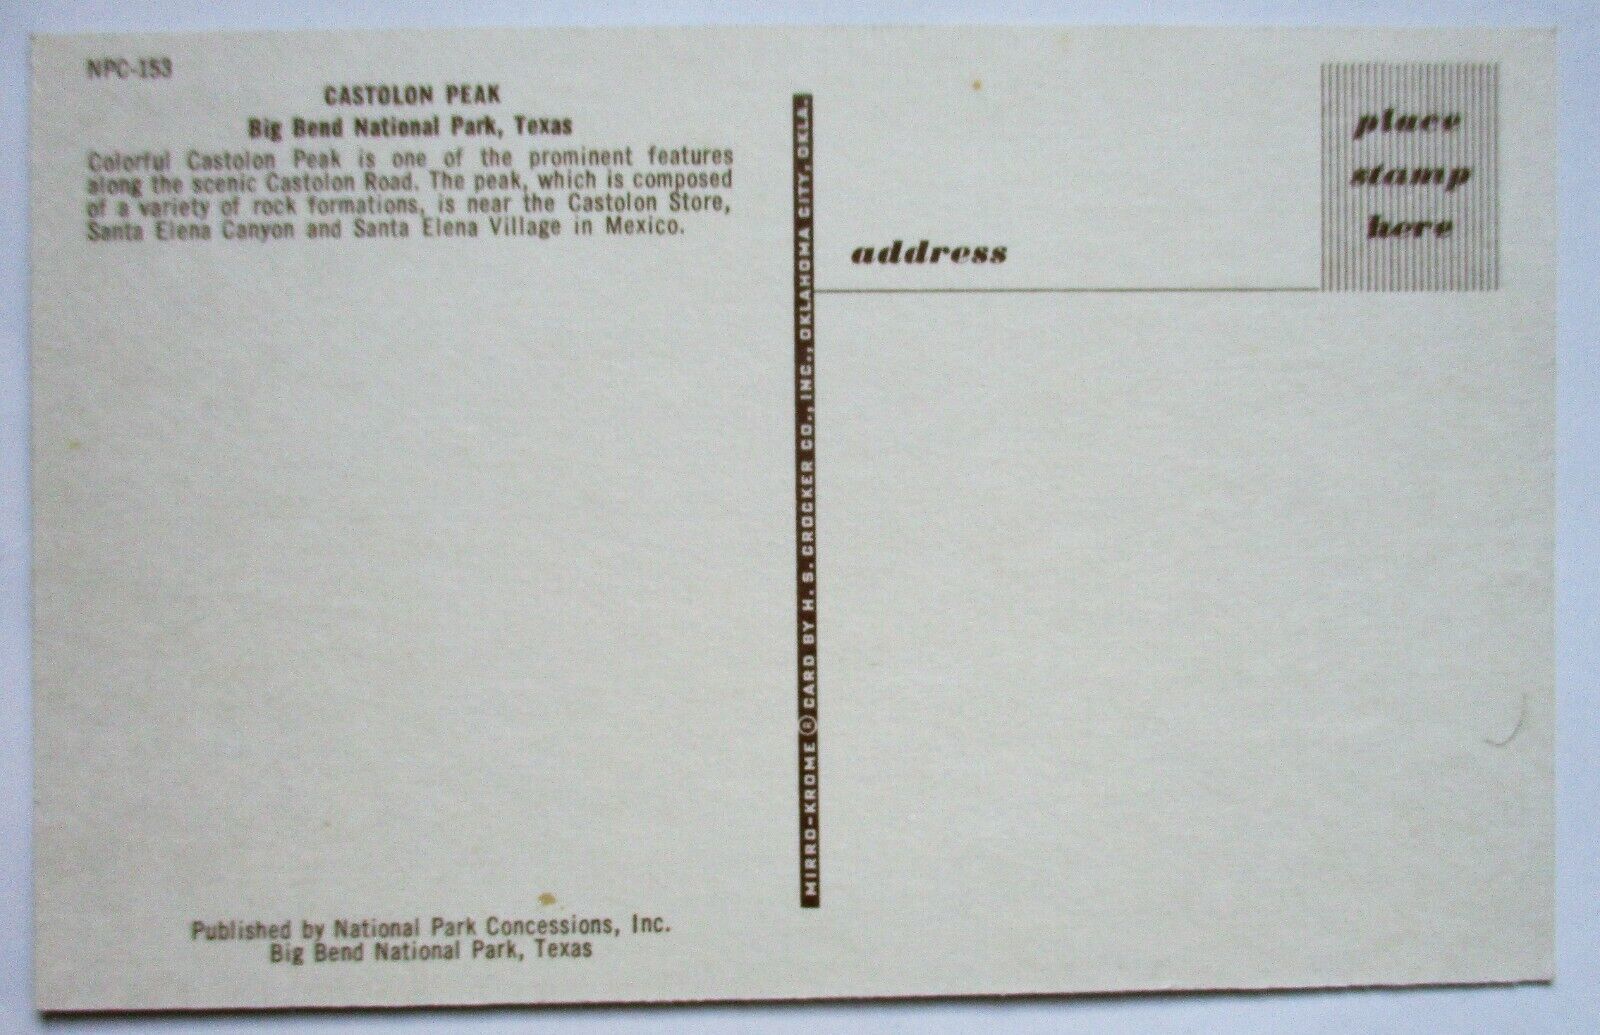 NPC-153
CASTOLON PEAK
Big Bend National Park, Texas
Colorful Castolon Peak is one of the prominent features
along the scenic Castolon Road. The peak, which is composed
of a variety of rock formations, is near the Castolon Store,
Santa Elena Canyon and Santa Elena Village in Mexico.
Published by National Park Concessions, Inc.
Big Bend National Park, Texas
MIRRO-KROME® CARD BY H. S. CROCKER CO., INC., OKLAHOMA CITY, OKLA.
place
stamp
here
address